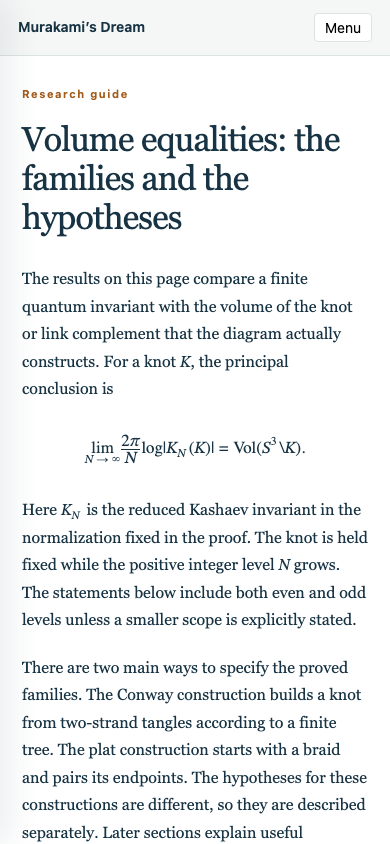 Murakami’s Dream
Menu
Research guide
Volume equalities: the
families and the
hypotheses
The results on this page compare a finite
quantum invariant with the volume of the knot
or link complement that the diagram actually
constructs. For a knot K, the principal
conclusion is
lim_{N→∞} 2π/N log|K_N(K)| = Vol(S³\K).
Here K_N is the reduced Kashaev invariant in the
normalization fixed in the proof. The knot is held
fixed while the positive integer level N grows.
The statements below include both even and odd
levels unless a smaller scope is explicitly stated.
There are two main ways to specify the proved
families. The Conway construction builds a knot
from two-strand tangles according to a finite
tree. The plat construction starts with a braid
and pairs its endpoints. The hypotheses for these
constructions are different, so they are described
separately. Later sections explain useful